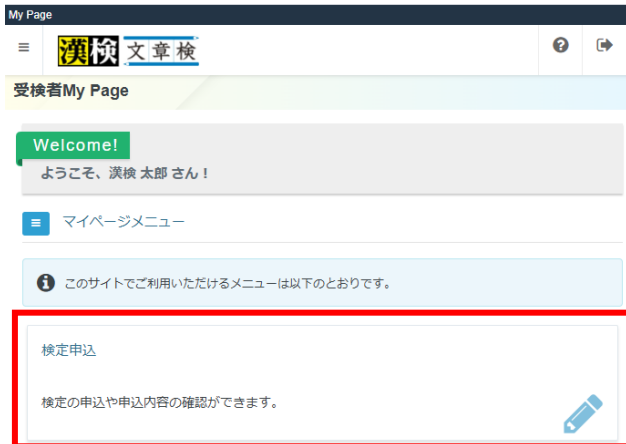 My Page
漢検 文章検
受検者My Page
Welcome!
ようこそ、漢検 太郎 さん！
マイページメニュー
このサイトでご利用いただけるメニューは以下のとおりです。
検定申込
検定の申込や申込内容の確認ができます。